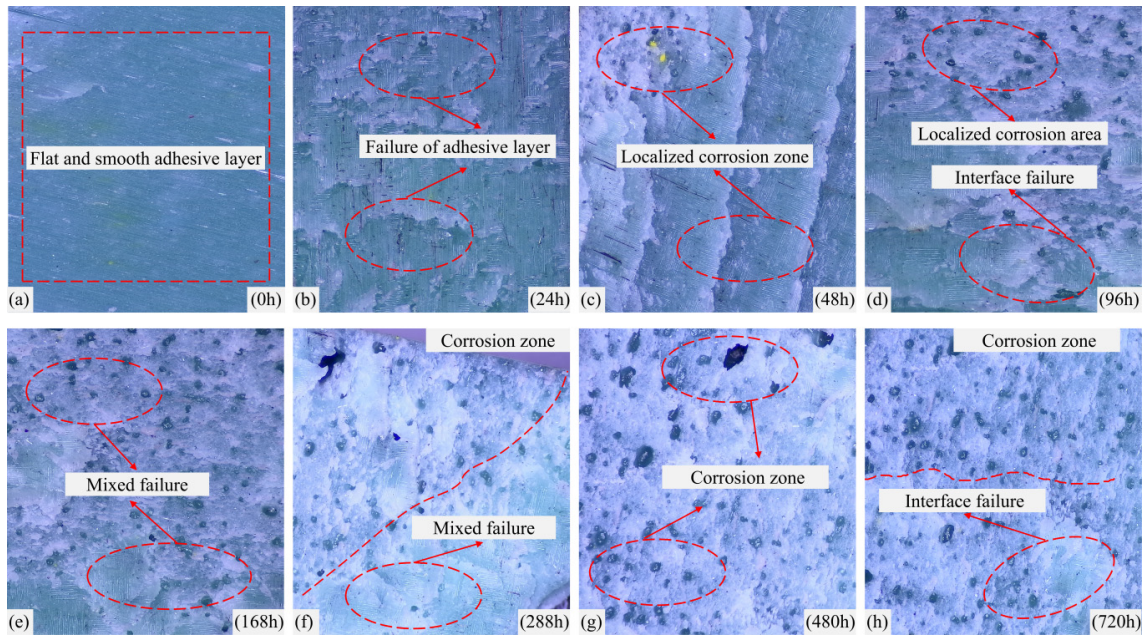 Flat and smooth adhesive layer
(a)
(0h)
Failure of adhesive layer
(b)
(24h)
Localized corrosion zone
(c)
(48h)
Localized corrosion area
Interface failure
(d)
(96h)
Mixed failure
(e)
(168h)
Corrosion zone
Mixed failure
(f)
(288h)
Corrosion zone
(g)
(480h)
Corrosion zone
Interface failure
(h)
(720h)